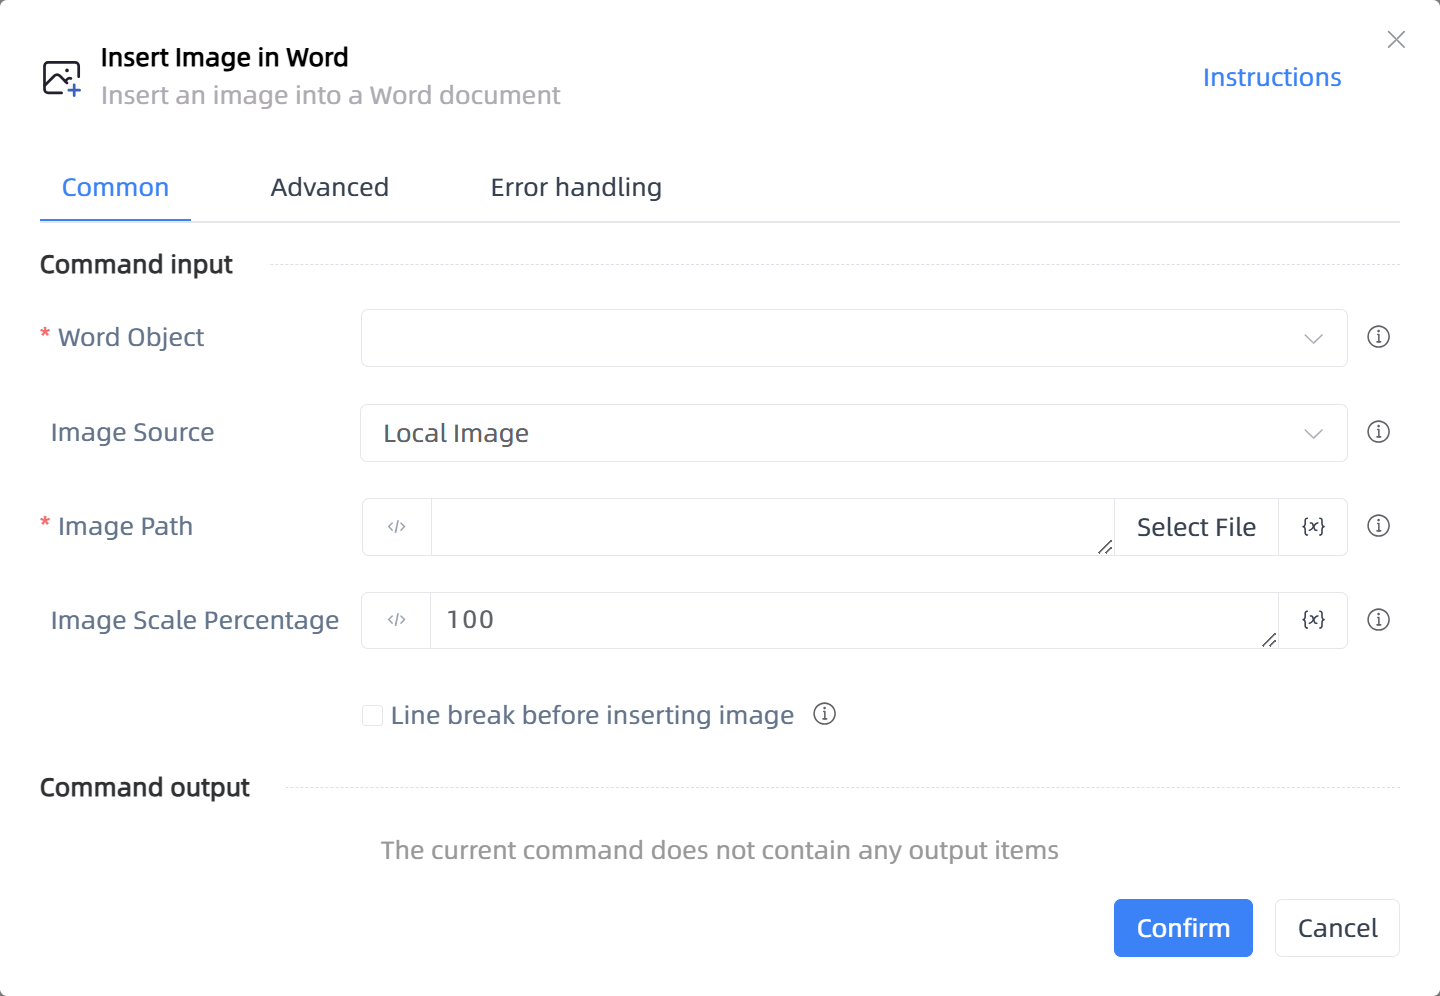 Insert Image in Word
Insert an image into a Word document
Instructions
Common
Advanced
Error handling
Command input
* Word Object
Image Source
Local Image
* Image Path
</>
Select File
{x}
Image Scale Percentage
</>
100
{x}
Line break before inserting image
Command output
The current command does not contain any output items
Confirm
Cancel